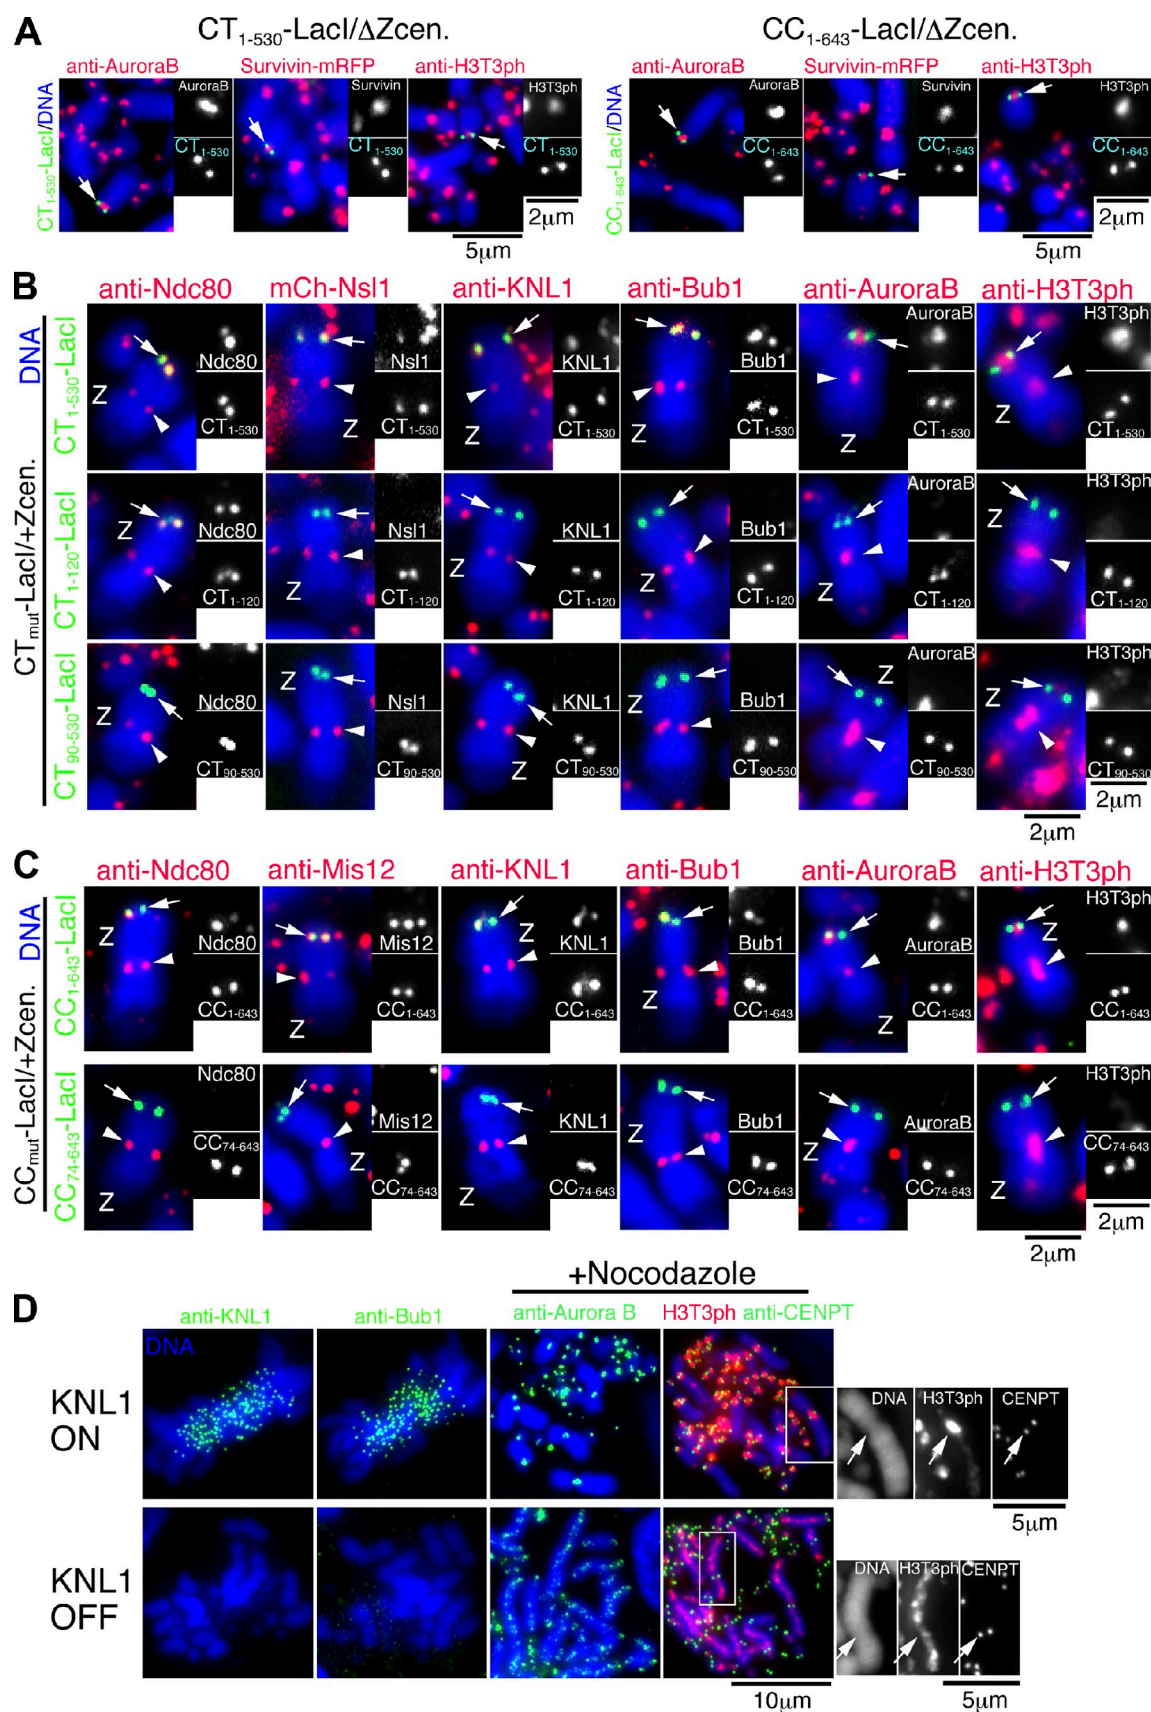 A
CT1-530-LacI/ΔZcen.
CC1-643-LacI/ΔZcen.
anti-AuroraB Survivin-mRFP anti-H3T3ph
anti-AuroraB Survivin-mRFP anti-H3T3ph
CT1-530-LacI/DNA
AuroraB
CT1-530
Survivin
CT1-530
H3T3ph
CT1-530
2μm
5μm
CC1-643-LacI/DNA
AuroraB
CC1-643
Survivin
CC1-643
H3T3ph
CC1-643
2μm
5μm
B
anti-Ndc80 mCh-Nsl1 anti-KNL1 anti-Bub1 anti-AuroraB anti-H3T3ph
CTmut-LacI/+Zcen. DNA
CT1-530-LacI
Z Z Z Z Z Z
Ndc80 Nsl1 KNL1 Bub1 AuroraB H3T3ph
CT1-530 CT1-530 CT1-530 CT1-530 CT1-530 CT1-530
CT1-120-LacI
Z Z Z Z Z Z
Ndc80 Nsl1 KNL1 Bub1 AuroraB H3T3ph
CT1-120 CT1-120 CT1-120 CT1-120 CT1-120 CT1-120
CT90-530-LacI
Z Z Z Z Z Z
Ndc80 Nsl1 KNL1 Bub1 AuroraB H3T3ph
CT90-530 CT90-530 CT90-530 CT90-530 CT90-530 CT90-530
2μm
2μm
C
anti-Ndc80 anti-Mis12 anti-KNL1 anti-Bub1 anti-AuroraB anti-H3T3ph
CCmut-LacI/+Zcen. DNA
CC1-643-LacI
Z Z Z Z Z Z
Ndc80 Mis12 KNL1 Bub1 AuroraB H3T3ph
CC1-643 CC1-643 CC1-643 CC1-643 CC1-643 CC1-643
CC74-643-LacI
Z Z Z Z Z Z
Ndc80 Mis12 KNL1 Bub1 AuroraB H3T3ph
CC74-643 CC74-643 CC74-643 CC74-643 CC74-643 CC74-643
2μm
2μm
D
+Nocodazole
anti-KNL1 anti-Bub1 anti-Aurora B H3T3ph anti-CENPT
DNA
KNL1
ON
DNA H3T3ph CENPT
5μm
KNL1
OFF
DNA H3T3ph CENPT
10μm
5μm